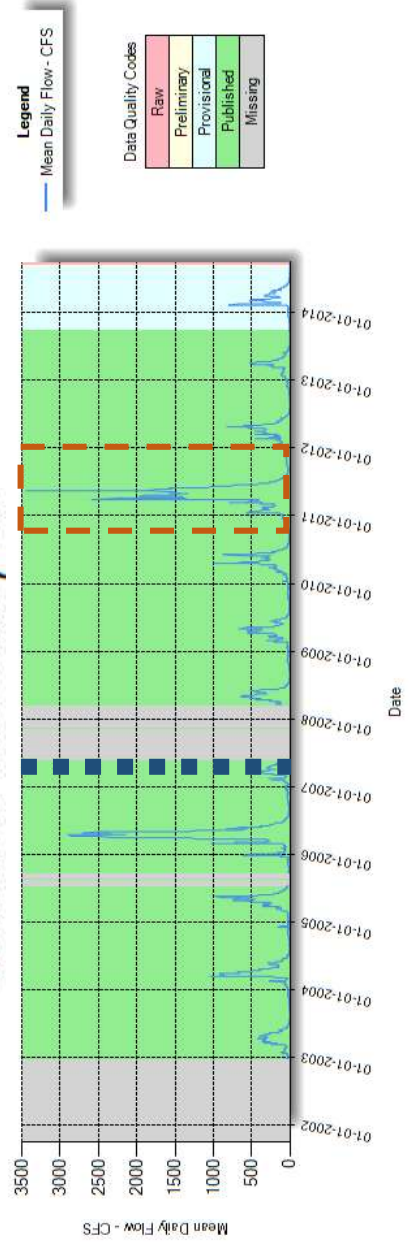 Legend
Mean Daily Flow - CFS
Data Quality Codes
Raw
Preliminary
Provisional
Published
Missing
Mean Daily Flow - CFS
3500
3000
2500
2000
1500
1000
500
0
01-01-2002
01-01-2003
01-01-2004
01-01-2005
01-01-2006
01-01-2007
01-01-2008
01-01-2009
01-01-2010
01-01-2011
01-01-2012
01-01-2013
01-01-2014
Date